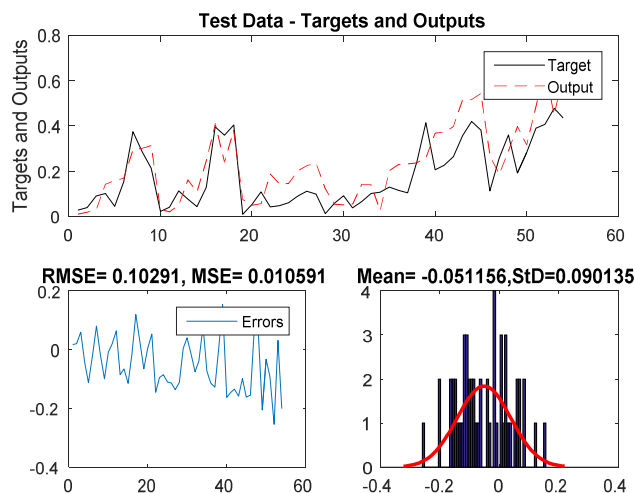 Test Data - Targets and Outputs
Targets and Outputs
0.8
0.6
0.4
0.2
0
0 10 20 30 40 50 60
Target
Output
RMSE= 0.10291, MSE= 0.010591
0.2
0
-0.2
-0.4
0 20 40 60
Errors
Mean= -0.051156,StD=0.090135
4
3
2
1
0
-0.4 -0.2 0 0.2 0.4